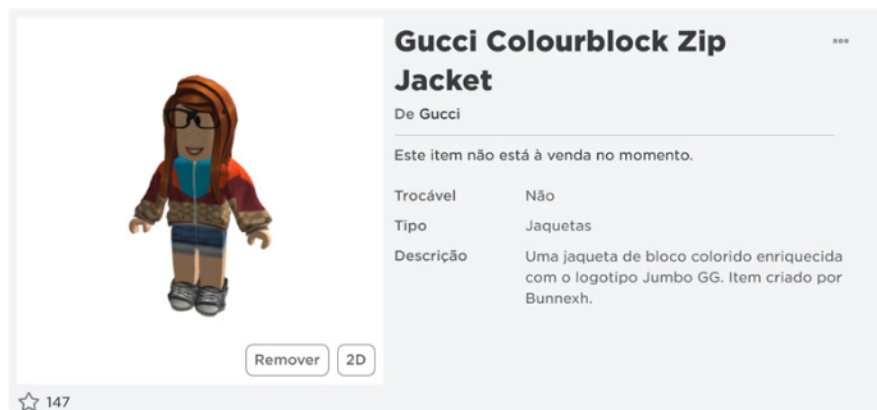 Gucci Colourblock Zip
Jacket
De Gucci
Este item não está à venda no momento.
Trocável Não
Tipo Jaquetas
Descrição Uma jaqueta de bloco colorido enriquecida
com o logotipo Jumbo GG. Item criado por
Bunnexh.
Remover 2D
147